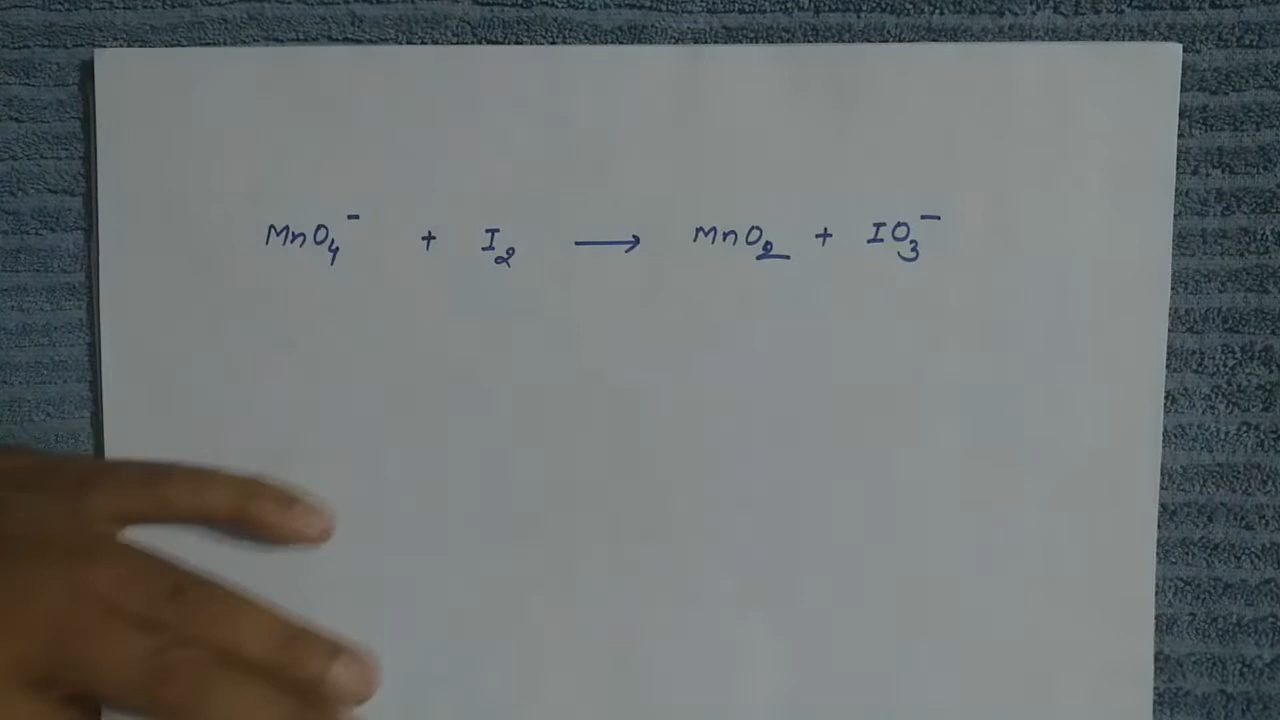 MnO₄⁻ + I₂ ⟶ MnO₂ + IO₃⁻